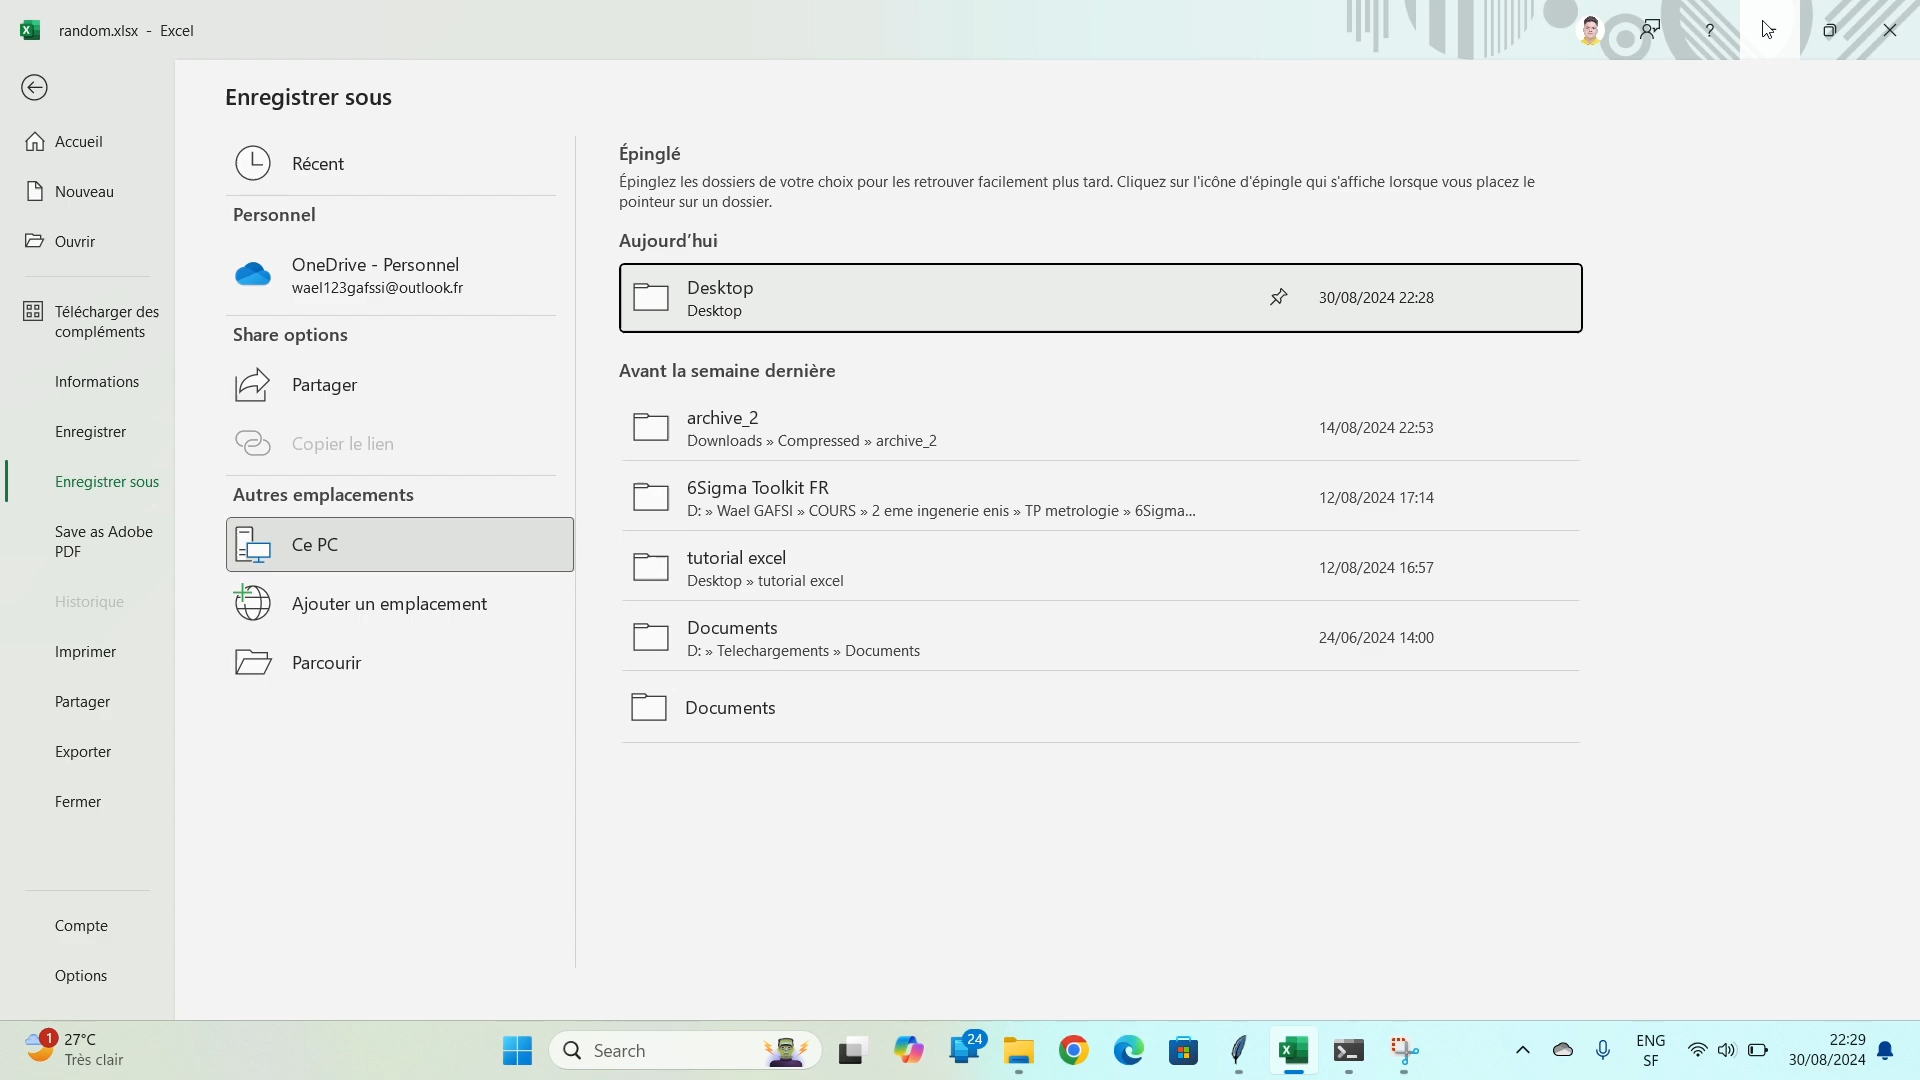 random.xlsx - Excel
?
Enregistrer sous
Accueil
Nouveau
Ouvrir
Télécharger des
compléments
Informations
Enregistrer
Enregistrer sous
Save as Adobe
PDF
Historique
Imprimer
Partager
Exporter
Fermer
Compte
Options
Récent
Personnel
OneDrive - Personnel
wael123gafssi@outlook.fr
Share options
Partager
Copier le lien
Autres emplacements
Ce PC
Ajouter un emplacement
Parcourir
Épinglé
Épinglez les dossiers de votre choix pour les retrouver facilement plus tard. Cliquez sur l'icône d'épingle qui s'affiche lorsque vous placez le
pointeur sur un dossier.
Aujourd'hui
Desktop
Desktop
30/08/2024 22:28
Avant la semaine dernière
archive_2
Downloads » Compressed » archive_2
14/08/2024 22:53
6Sigma Toolkit FR
D: » Wael GAFSI » COURS » 2 eme ingenerie enis » TP metrologie » 6Sigma...
12/08/2024 17:14
tutorial excel
Desktop » tutorial excel
12/08/2024 16:57
Documents
D: » Telechargements » Documents
24/06/2024 14:00
Documents
1
27°C
Très clair
Search
24
ENG
SF
22:29
30/08/2024